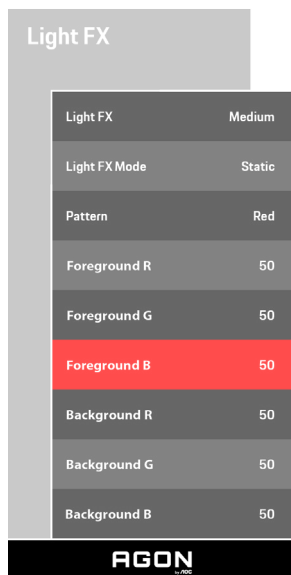 Light FX
Light FX Medium
Light FX Mode Static
Pattern Red
Foreground R 50
Foreground G 50
Foreground B 50
Background R 50
Background G 50
Background B 50
AGON
by AOC